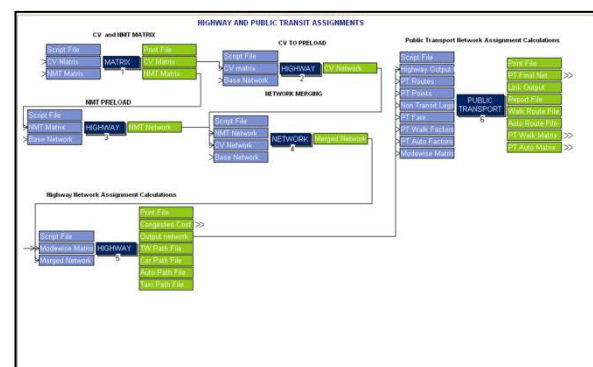 HIGHWAY AND PUBLIC TRANSIT ASSIGNMENTS
CV and NMT MATRIX
Script File
CV Matrix
NMT Matrix
MATRIX
1
Print File
CV Matrix
NMT Matrix
CV TO PRELOAD
Script File
CV matrix
Base Network
HIGHWAY
2
CV Network
Public Transport Network Assignment Calculations
Script File
Highway Output
PT Routes
PT Points
Non Transit Legs
PT Fare
PT Walk Factors
PT Auto Factors
Modewise Matrix
PUBLIC TRANSPORT
6
Print File
PT Final Net
Link Output
Report File
Walk Route File
Auto Route File
PT Walk Matrix
PT Auto Matrix
NMT PRELOAD
Script File
NMT Matrix
Base Network
HIGHWAY
3
NMT Network
NETWORK MERGING
Script File
NMT Network
CV Network
Base Network
NETWORK
4
Merged Network
Highway Network Assignment Calculations
Script File
Modewise Matrix
Merged Network
HIGHWAY
5
Print File
Congested Cost
Output network
TW Path File
Car Path File
Auto Path File
Taxi Path File